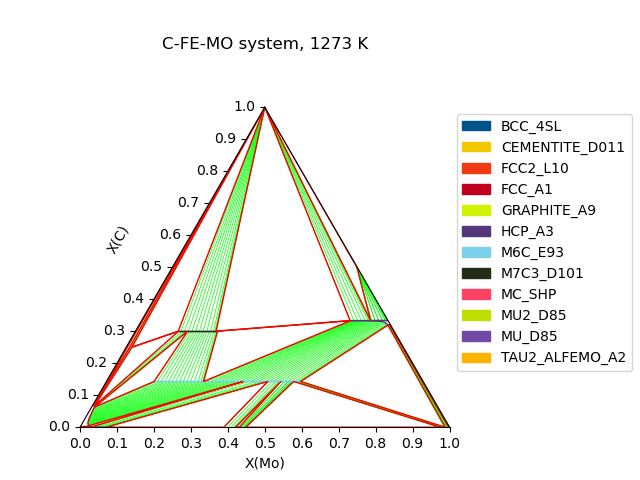 C-FE-MO system, 1273 K
1.0
0.9
0.8
0.7
0.6
0.5
0.4
0.3
0.2
0.1
0.0
X(C)
0.0 0.1 0.2 0.3 0.4 0.5 0.6 0.7 0.8 0.9 1.0
X(Mo)
BCC_4SL
CEMENTITE_D011
FCC2_L10
FCC_A1
GRAPHITE_A9
HCP_A3
M6C_E93
M7C3_D101
MC_SHP
MU2_D85
MU_D85
TAU2_ALFEMO_A2